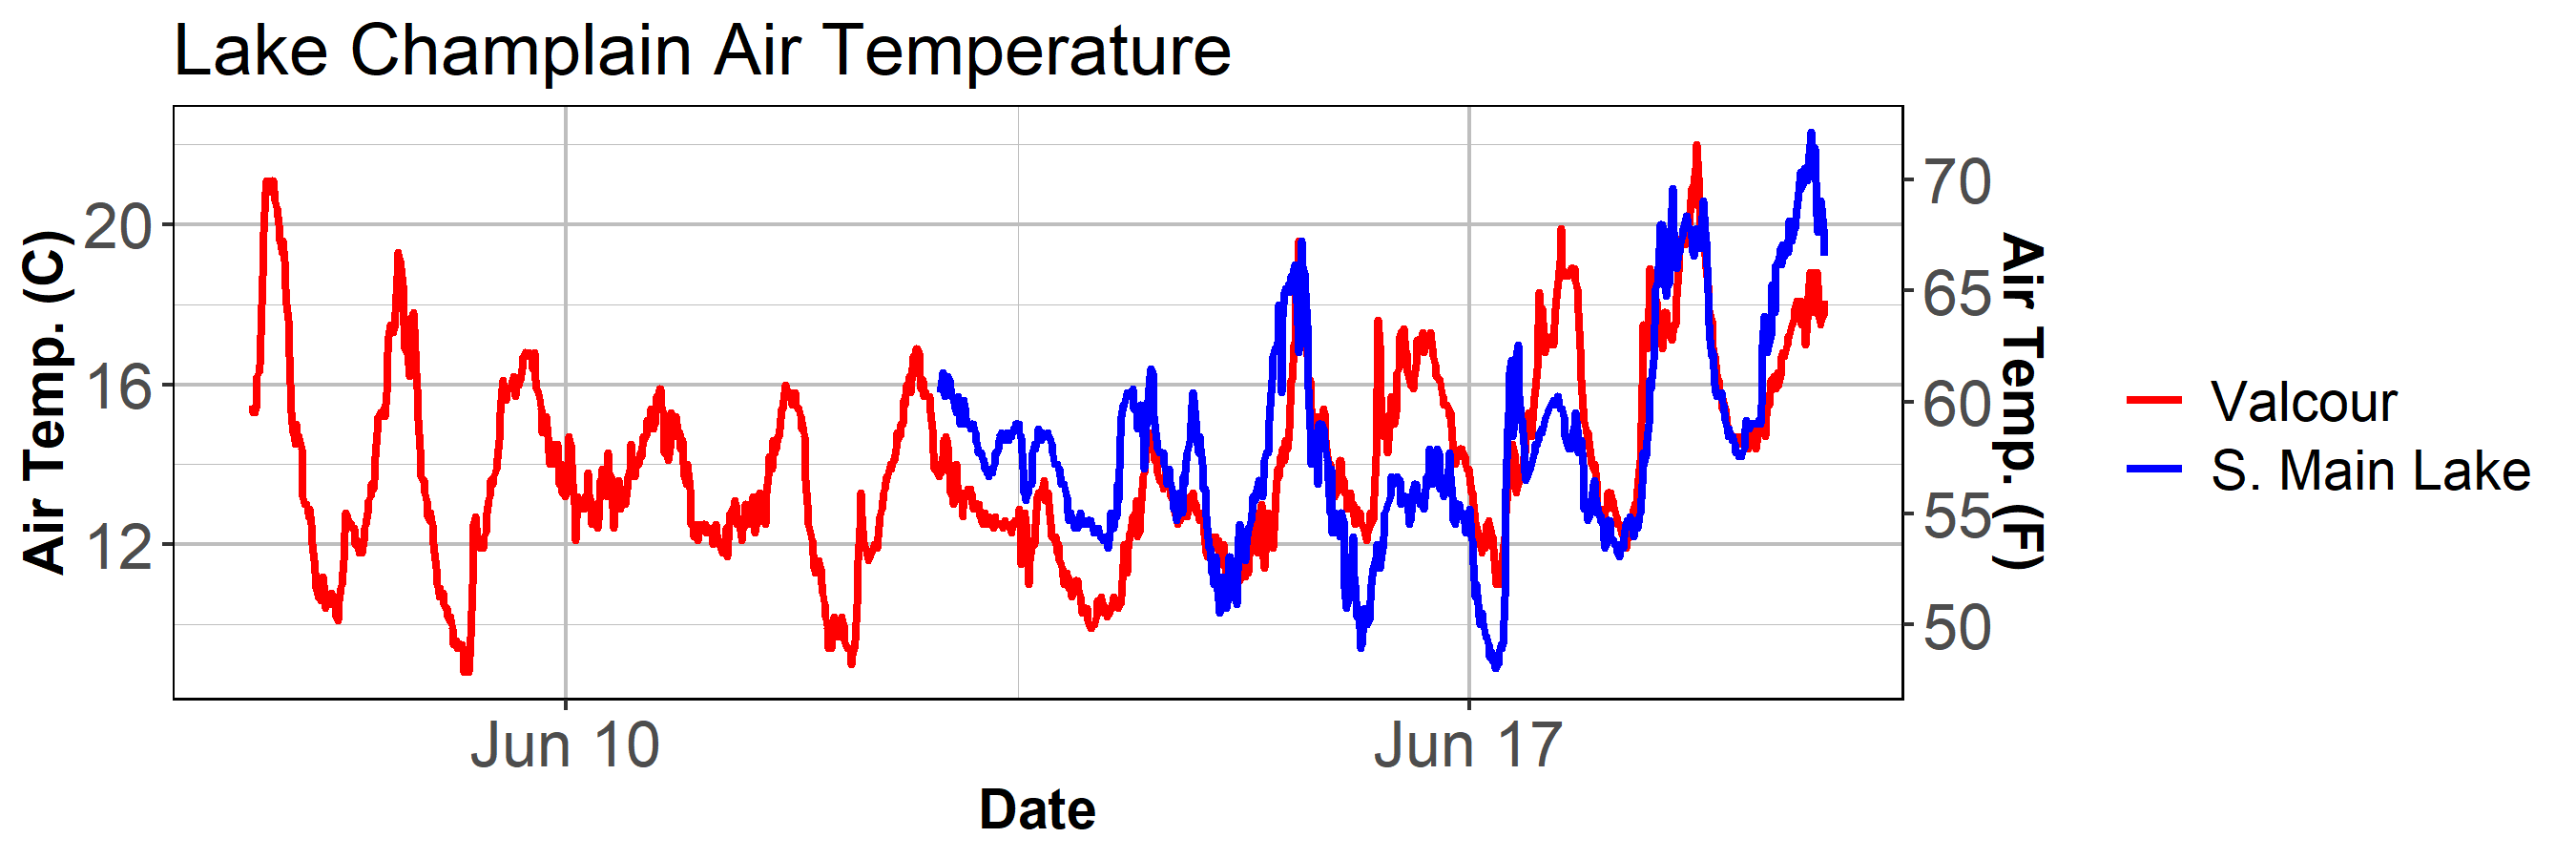 Lake Champlain Air Temperature
Air Temp. (C)
20
16
12
70
65
60
55
50
Air Temp. (F)
Jun 10
Jun 17
Date
Valcour
S. Main Lake